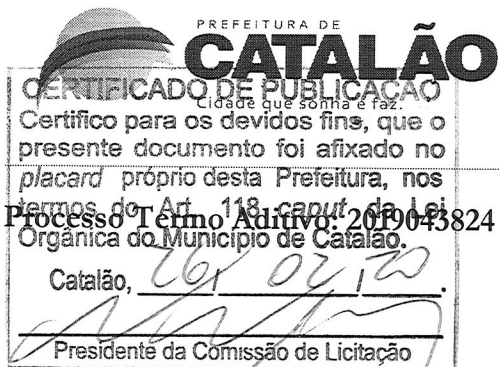 PREFEITURA DE
CATALÃO
Cidade que sonha e faz.
CERTIFICADO DE PUBLICAÇÃO
Certifico para os devidos fins, que o
presente documento foi afixado no
placard próprio desta Prefeitura, nos
termos do Art. 118 caput da Lei
Orgânica do Município de Catalão.
Processo Termo Aditivo: 2019043824
Catalão, 26, 02, 20.
Presidente da Comissão de Licitação